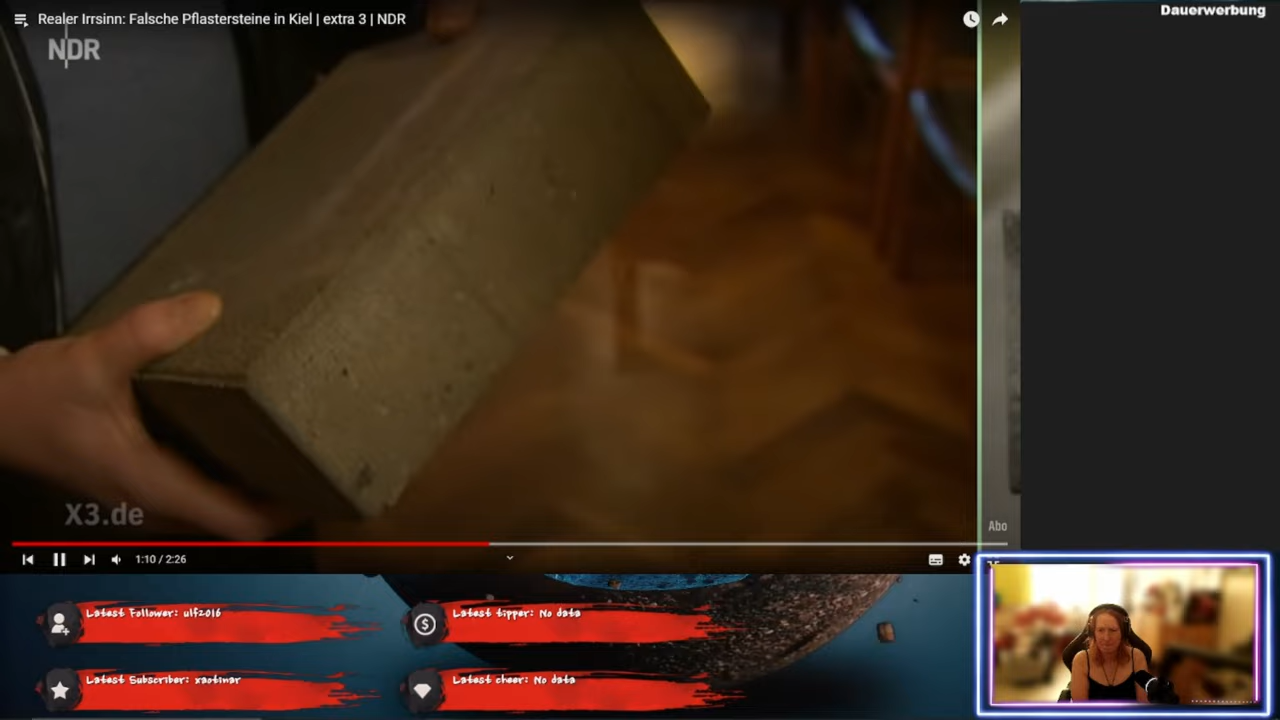 Realer Irrsinn: Falsche Pflastersteine in Kiel | extra 3 | NDR
Dauerwerbung
NDR
X3.de
Abo
1:10 / 2:26
Latest Follower: ulf2016
Latest tipper: No data
Latest Subscriber: xaotinar
Latest cheer: No data